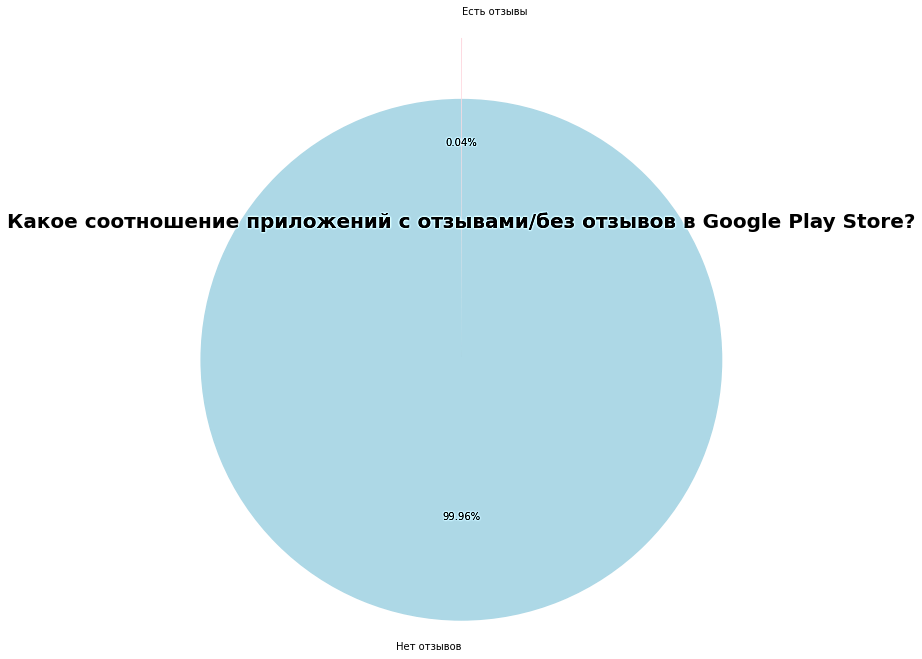 Есть отзывы
0.04%
Какое соотношение приложений с отзывами/без отзывов в Google Play Store?
99.96%
Нет отзывов